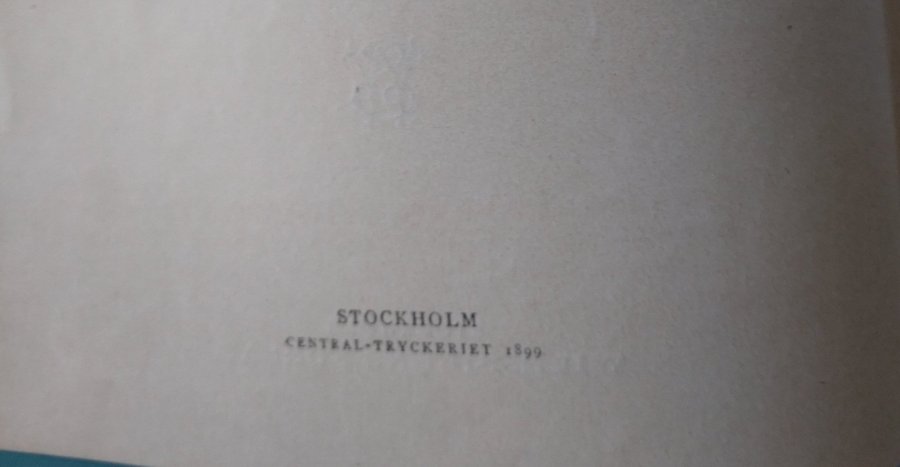 STOCKHOLM
CENTRAL-TRYCKERIET 1899